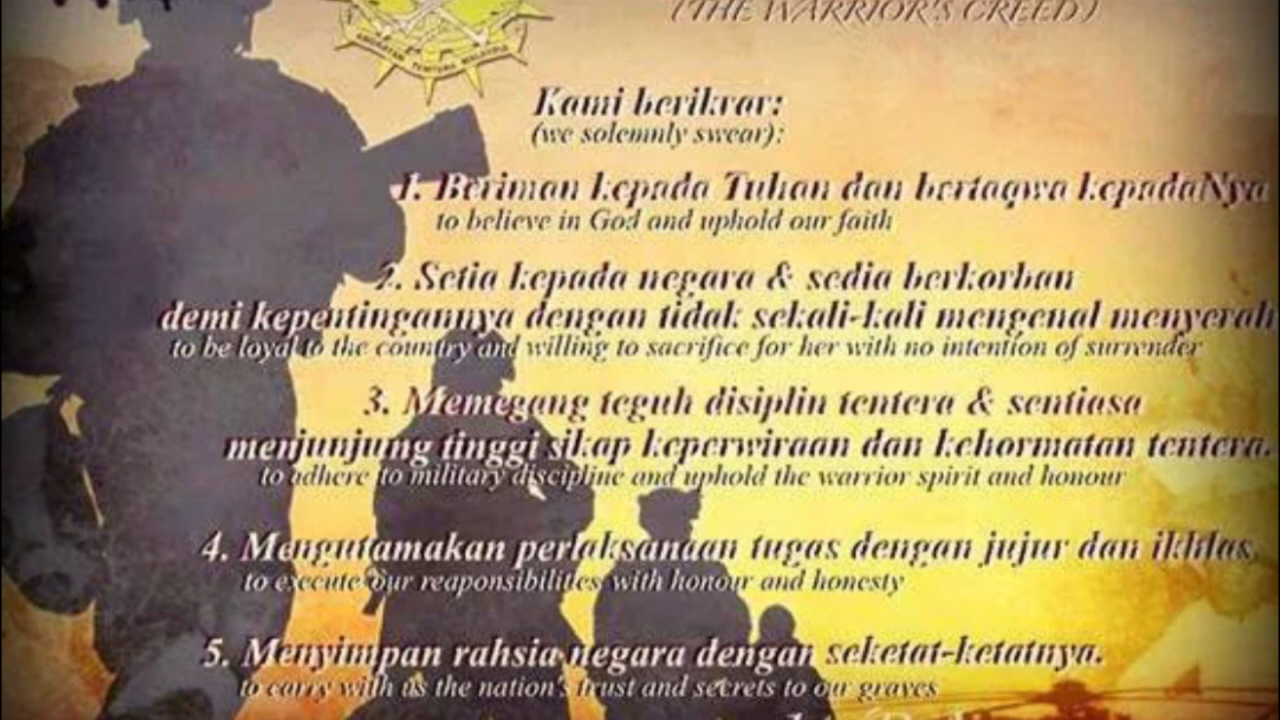 (THE WARRIOR'S CREED)
ANGKATAN TENTERA MALAYSIA
Kami berikrar:
(we solemnly swear):
1. Beriman kepada Tuhan dan bertaqwa kepadaNya
to believe in God and uphold our faith
2. Setia kepada negara & sedia berkorban
demi kepentingannya dengan tidak sekali-kali mengenal menyerah
to be loyal to the country and willing to sacrifice for her with no intention of surrender
3. Memegang teguh disiplin tentera & sentiasa
menjunjung tinggi sikap keperwiraan dan kehormatan tentera.
to adhere to military discipline and uphold the warrior spirit and honour
4. Mengutamakan perlaksanaan tugas dengan jujur dan ikhlas.
to execute our reaponsibilities with honour and honesty
5. Menyimpan rahsia negara dengan seketat-ketatnya.
to carry with us the nation's trust and secrets to our graves